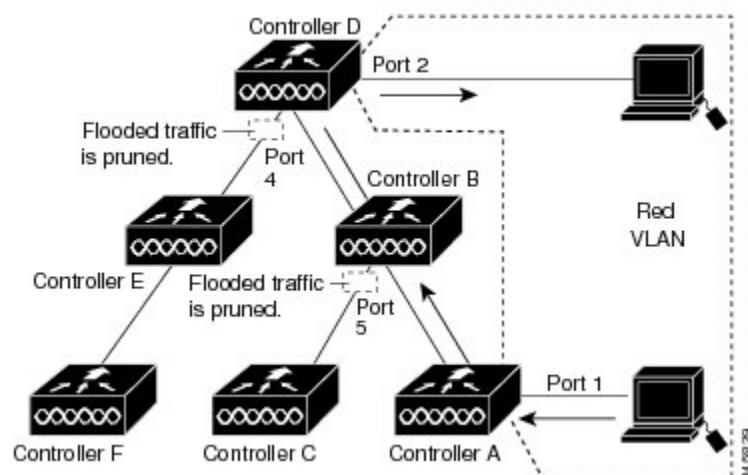 Controller D
Port 2
Flooded traffic
is pruned.
Port
4
Controller B
Red
VLAN
Controller E
Flooded traffic
is pruned.
Port
5
Port 1
Controller F
Controller C
Controller A